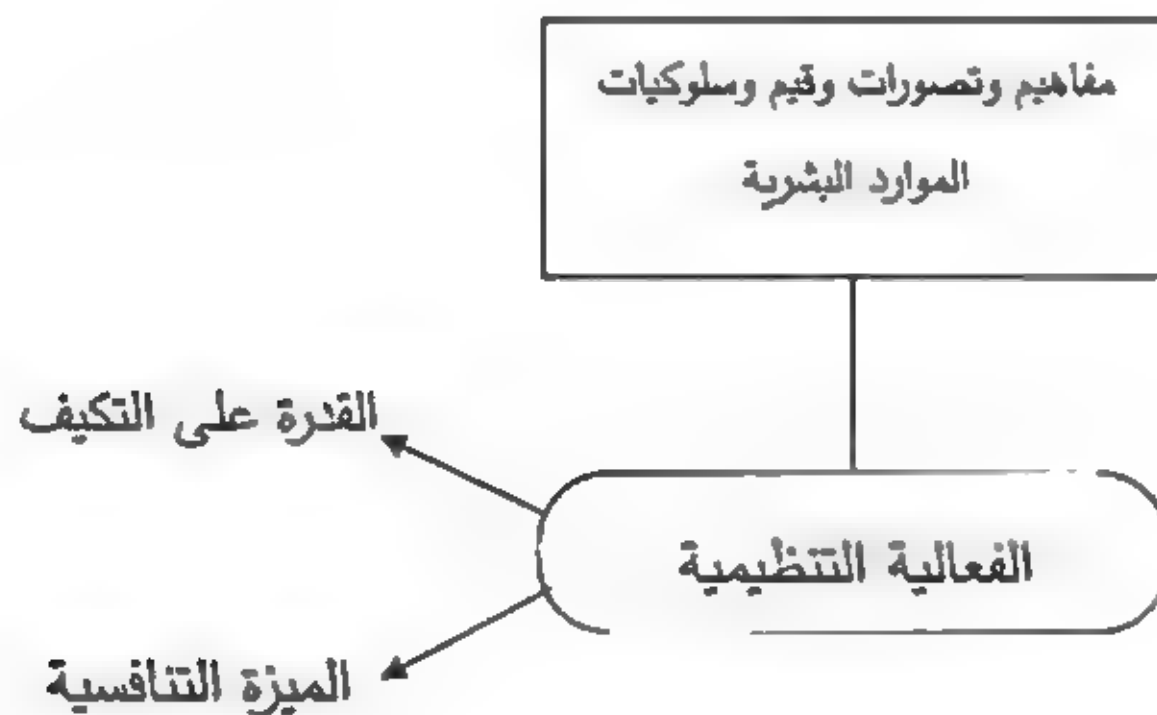 مفاهيم وتصورات وقيم وسلوكيات
الموارد البشرية
القدرة على التكيف
الفعالية التنظيمية
الميزة التنافسية